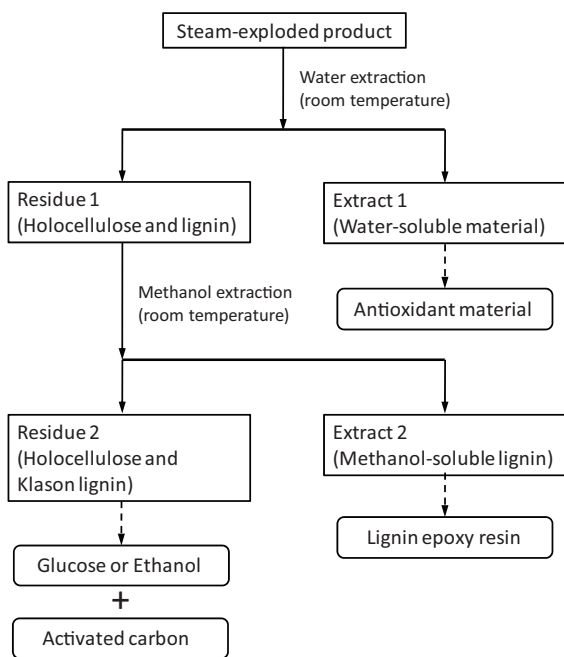 Steam-exploded product
Water extraction
(room temperature)
Residue 1
(Holocellulose and lignin)
Extract 1
(Water-soluble material)
Antioxidant material
Methanol extraction
(room temperature)
Residue 2
(Holocellulose and
Klason lignin)
Extract 2
(Methanol-soluble lignin)
Lignin epoxy resin
Glucose or Ethanol
+
Activated carbon